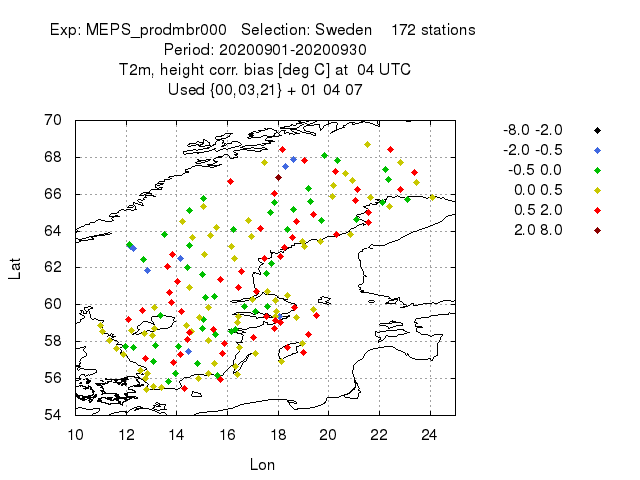 Exp: MEPS_prodmbr000 Selection: Sweden 172 stations
Period: 20200901-20200930
T2m, height corr. bias [deg C] at 04 UTC
Used {00,03,21} + 01 04 07
70
68
66
64
62
60
58
56
54
10 12 14 16 18 20 22 24
Lat
Lon
-8.0 -2.0
-2.0 -0.5
-0.5 0.0
0.0 0.5
0.5 2.0
2.0 8.0